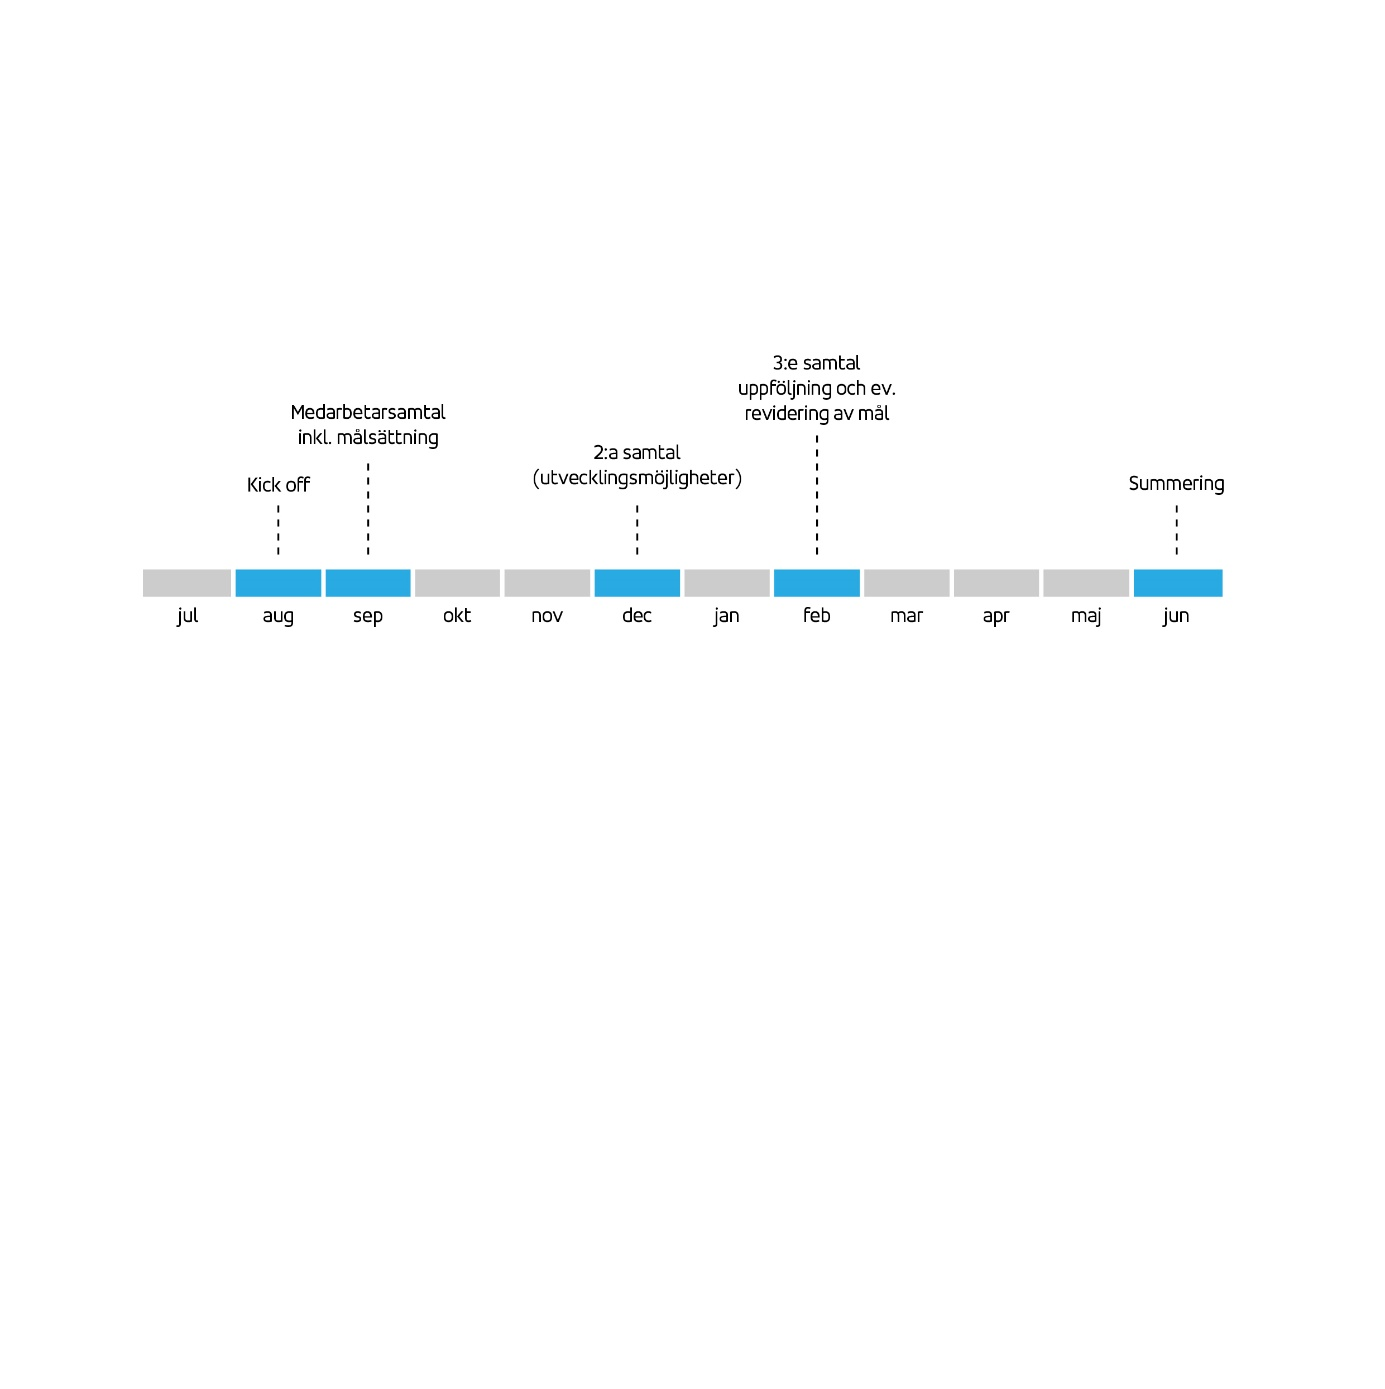 3:e samtal
uppföljning och ev.
revidering av mål
Medarbetarsamtal
inkl. målsättning
2:a samtal
(utvecklingsmöjligheter)
Kick off
Summering
jul aug sep okt nov dec jan feb mar apr maj jun